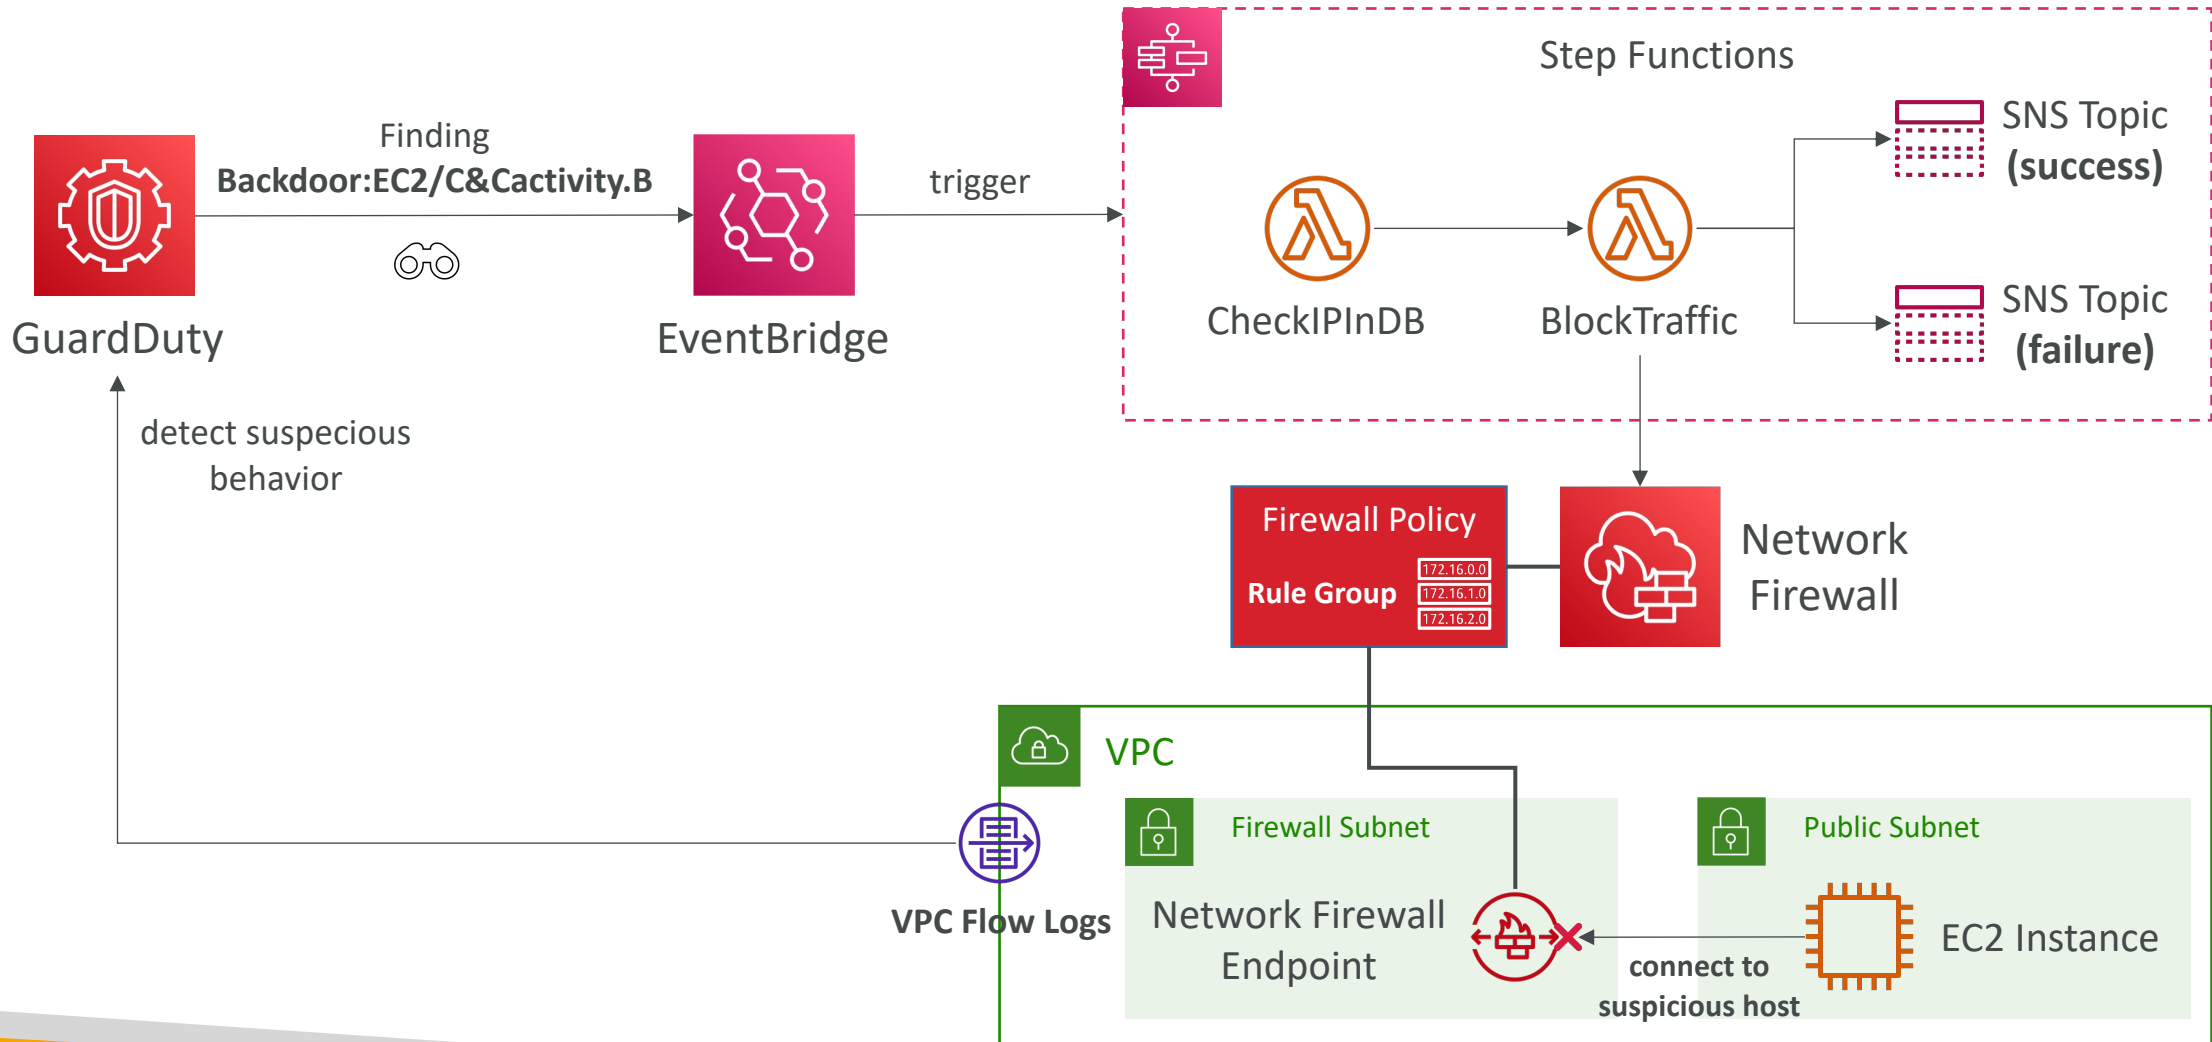 Step Functions
SNS Topic
(success)
Finding
Backdoor:EC2/C&Cactivity.B
trigger
GuardDuty
EventBridge
CheckIPInDB
BlockTraffic
SNS Topic
(failure)
detect suspecious
behavior
Firewall Policy
Rule Group
172.16.0.0
172.16.1.0
172.16.2.0
Network
Firewall
VPC
VPC Flow Logs
Firewall Subnet
Network Firewall
Endpoint
Public Subnet
connect to
suspicious host
EC2 Instance